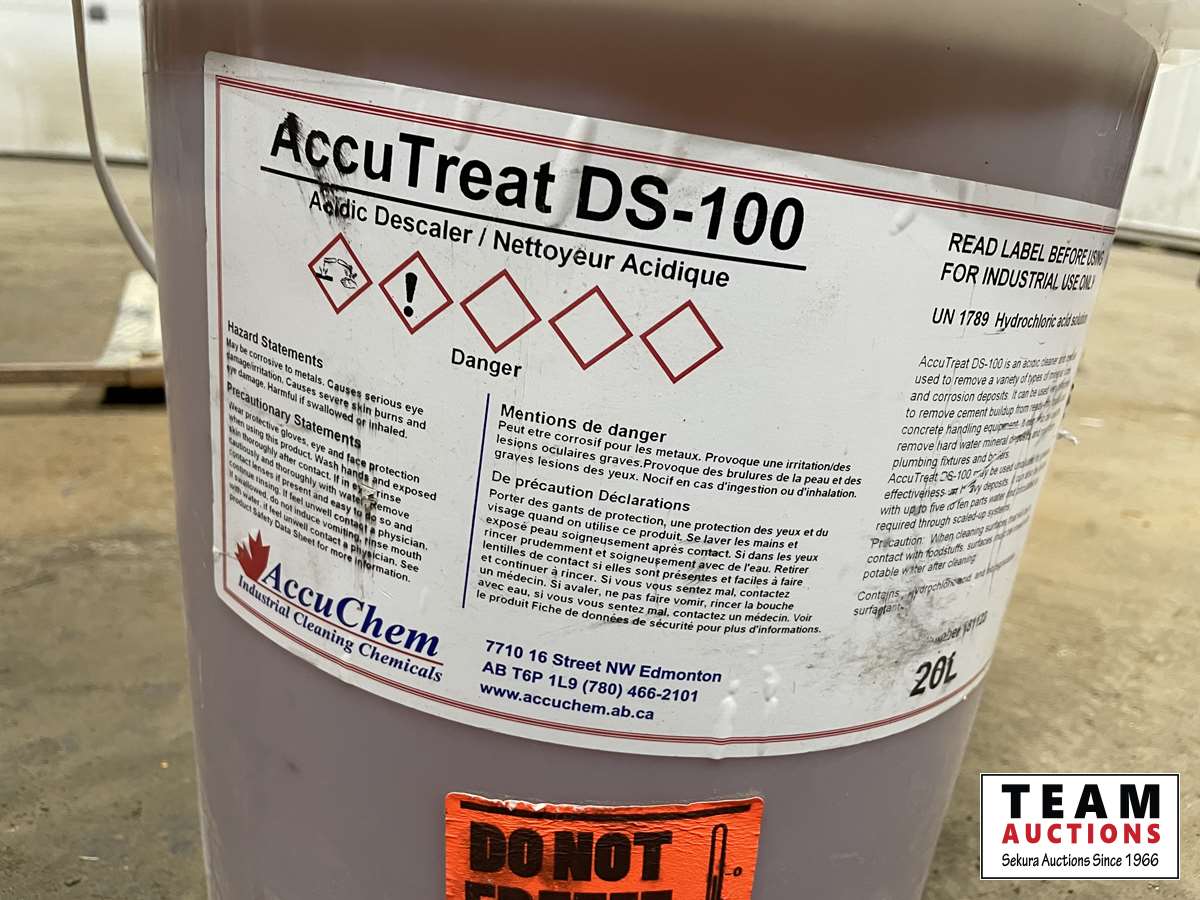 AccuTreat DS-100
Acidic Descaler / Nettoyeur Acidique
Danger
Hazard Statements
May be corrosive to metals. Causes serious eye
damage/irritation. Causes severe skin burns and
eye damage. Harmful if swallowed or inhaled.
Precautionary Statements
Wear protective gloves, eye and face protection
when using this product. Wash hand and exposed
skin thoroughly after contact. If in eye rinse
cautiously and thoroughly with water. Remove
contact lenses if present and easy to do so and
continue rinsing. If feel unwell contact a physician.
If swallowed, do not induce vomiting, rinse mouth
with water, if feel unwell contact a physician. See
product Safety Data Sheet for more information.
Mentions de danger
Peut etre corrosif pour les metaux. Provoque une irritation/des
lesions oculaires graves.Provoque des brulures de la peau et des
graves lesions des yeux. Nocif en cas d'ingestion ou d'inhalation.
De précaution Déclarations
Porter des gants de protection, une protection des yeux et du
visage quand on utilise ce produit. Se laver les mains et
exposé peau soigneusement après contact. Si dans les yeux
rincer prudemment et soigneusement avec de l'eau. Retirer
lentilles de contact si elles sont présentes et faciles à faire
et continuer à rincer. Si vous vous sentez mal, contactez
un médecin. Si avaler, ne pas faire vomir, rincer la bouche
avec eau, si vous vous sentez mal, contactez un médecin. Voir
le produit Fiche de données de sécurité pour plus d'informations.
AccuChem
Industrial Cleaning Chemicals
7710 16 Street NW Edmonton
AB T6P 1L9 (780) 466-2101
www.accuchem.ab.ca
READ LABEL BEFORE USING
FOR INDUSTRIAL USE ONLY
UN 1789 Hydrochloric acid solution
AccuTreat DS-100 is an acidic cleaner and
used to remove a variety of types of
and corrosion deposits. It can be used
to remove cement buildup from
concrete handling equipment. It
remove hard water mineral deposits
plumbing fixtures and
AccuTreat DS-100 may be used
effectiveness deposits.
with up to five to ten parts water
required through scaled-up systems.
*Precaution: When cleaning surfaces
contact with foodstuffs, surfaces
potable water after cleaning.
Contains and
surfactant
20L
DO NOT
FREEZE
TEAM
AUCTIONS
Sekura Auctions Since 1966